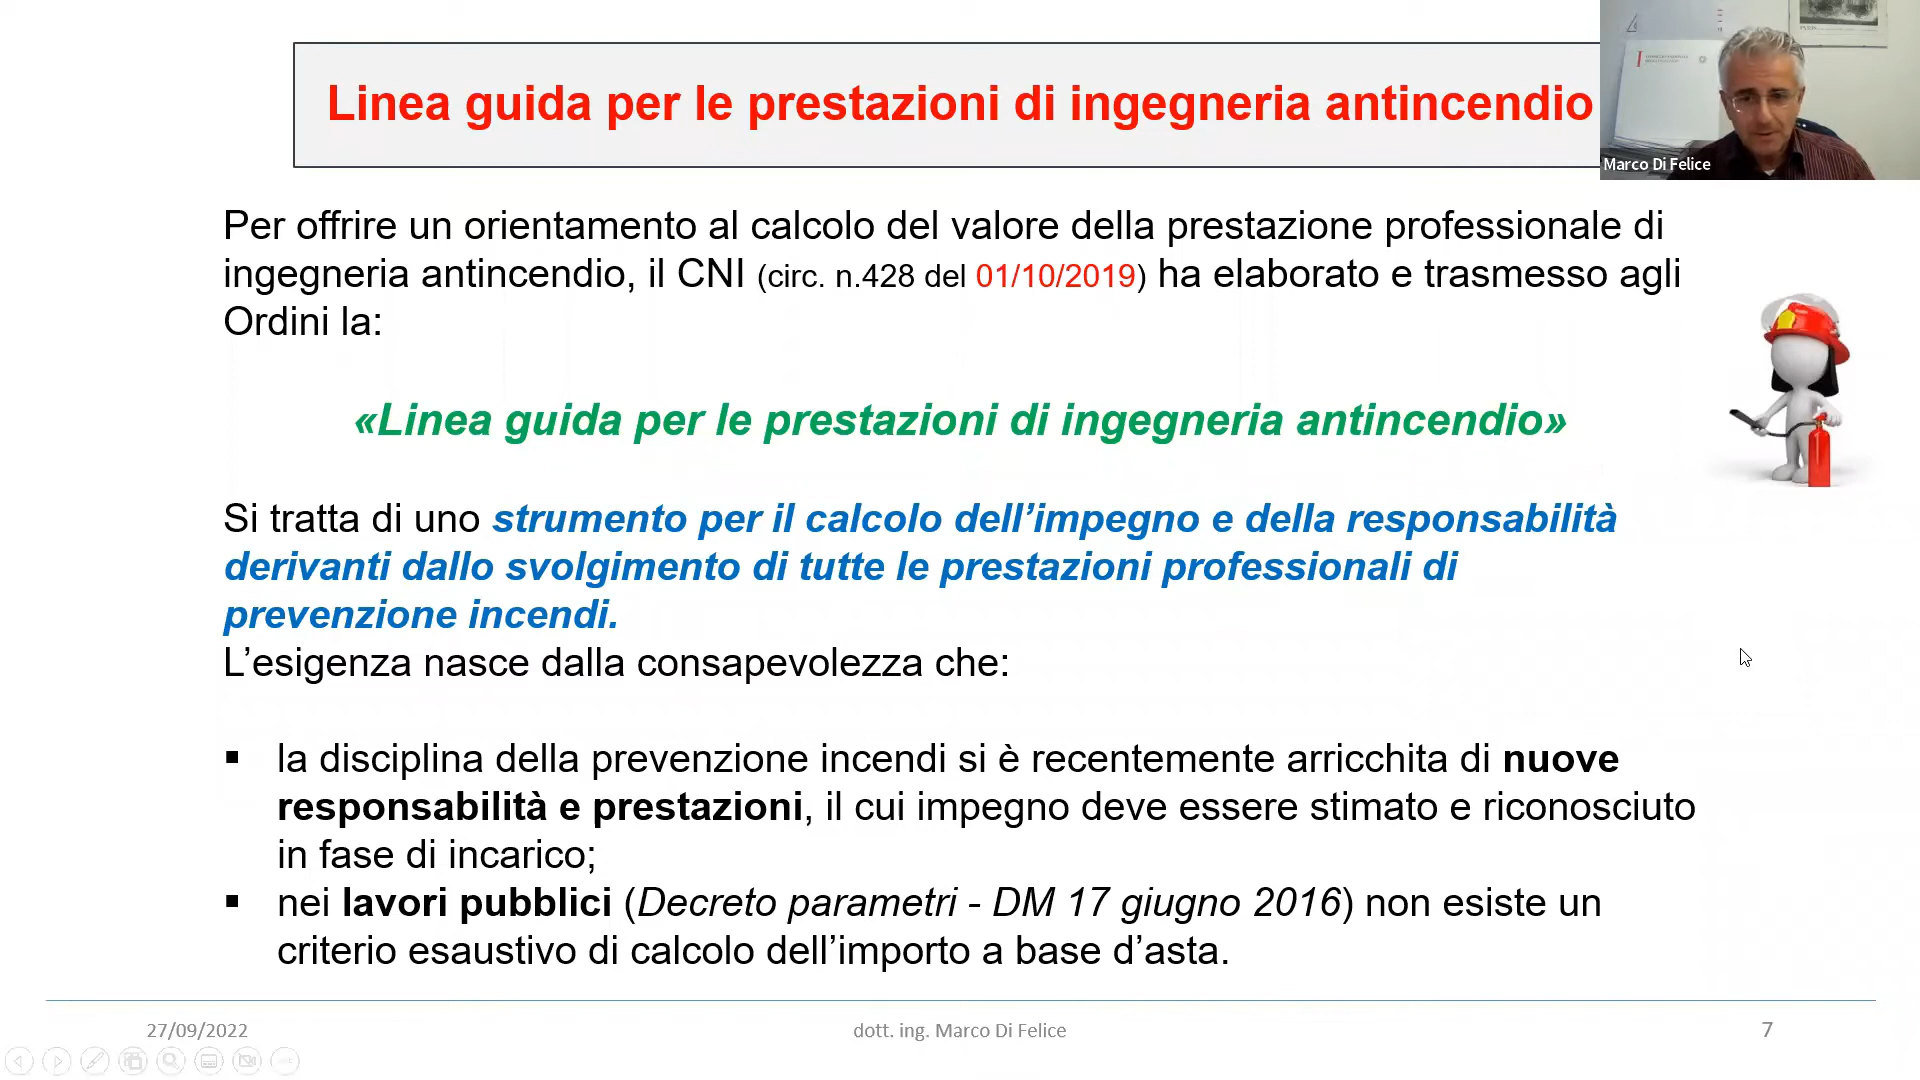 Linea guida per le prestazioni di ingegneria antincendio
Marco Di Felice
Per offrire un orientamento al calcolo del valore della prestazione professionale di
ingegneria antincendio, il CNI (circ. n.428 del 01/10/2019) ha elaborato e trasmesso agli
Ordini la:
«Linea guida per le prestazioni di ingegneria antincendio»
Si tratta di uno strumento per il calcolo dell’impegno e della responsabilità
derivanti dallo svolgimento di tutte le prestazioni professionali di
prevenzione incendi.
L’esigenza nasce dalla consapevolezza che:
▪ la disciplina della prevenzione incendi si è recentemente arricchita di nuove
responsabilità e prestazioni, il cui impegno deve essere stimato e riconosciuto
in fase di incarico;
▪ nei lavori pubblici (Decreto parametri - DM 17 giugno 2016) non esiste un
criterio esaustivo di calcolo dell’importo a base d’asta.
27/09/2022
dott. ing. Marco Di Felice
7